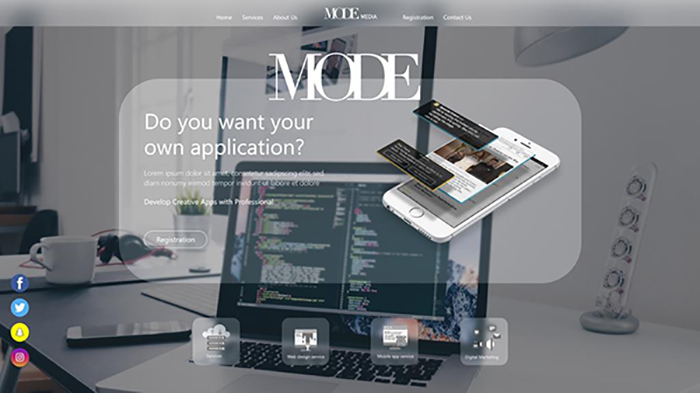 Home Services About Us MODE MEDIA Registration Contact Us
MODE
Do you want your
own application?
Lorem ipsum dolor sit amet, consetetur sadipscing elitr, sed
diam nonumy eirmod tempor invidunt ut labore et dolore
Develop Creative Apps with Professional
Registration
Services Web design service Mobile app service Digital Marketing